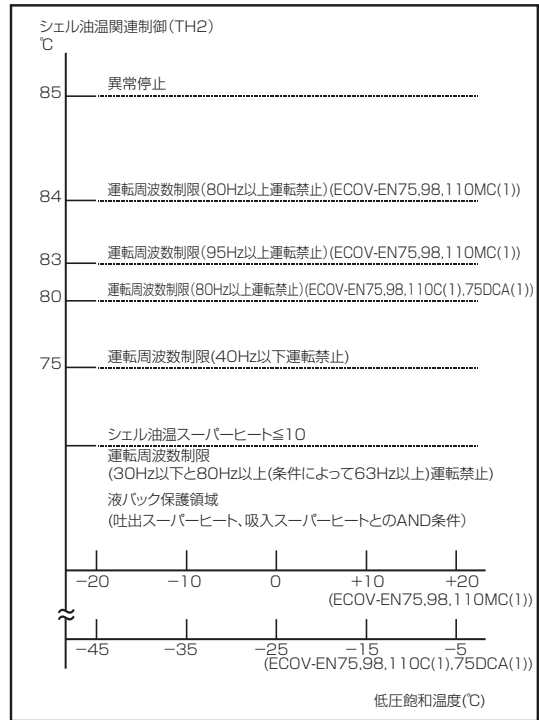 シェル油温関連制御(TH2)
℃
85
異常停止
84
運転周波数制限(80Hz以上運転禁止)(ECOV-EN75,98,110MC(1))
83
運転周波数制限(95Hz以上運転禁止)(ECOV-EN75,98,110MC(1))
80
運転周波数制限(80Hz以上運転禁止)(ECOV-EN75,98,110C(1),75DCA(1))
75
運転周波数制限(40Hz以下運転禁止)
シェル油温スーパーヒート≦10
運転周波数制限
(30Hz以下と80Hz以上(条件によって63Hz以上)運転禁止)
液バック保護領域
(吐出スーパーヒート、吸入スーパーヒートとのAND条件)
−20 −10 0 +10 +20
(ECOV-EN75,98,110MC(1))
−45 −35 −25 −15 −5
(ECOV-EN75,98,110C(1),75DCA(1))
低圧飽和温度(℃)